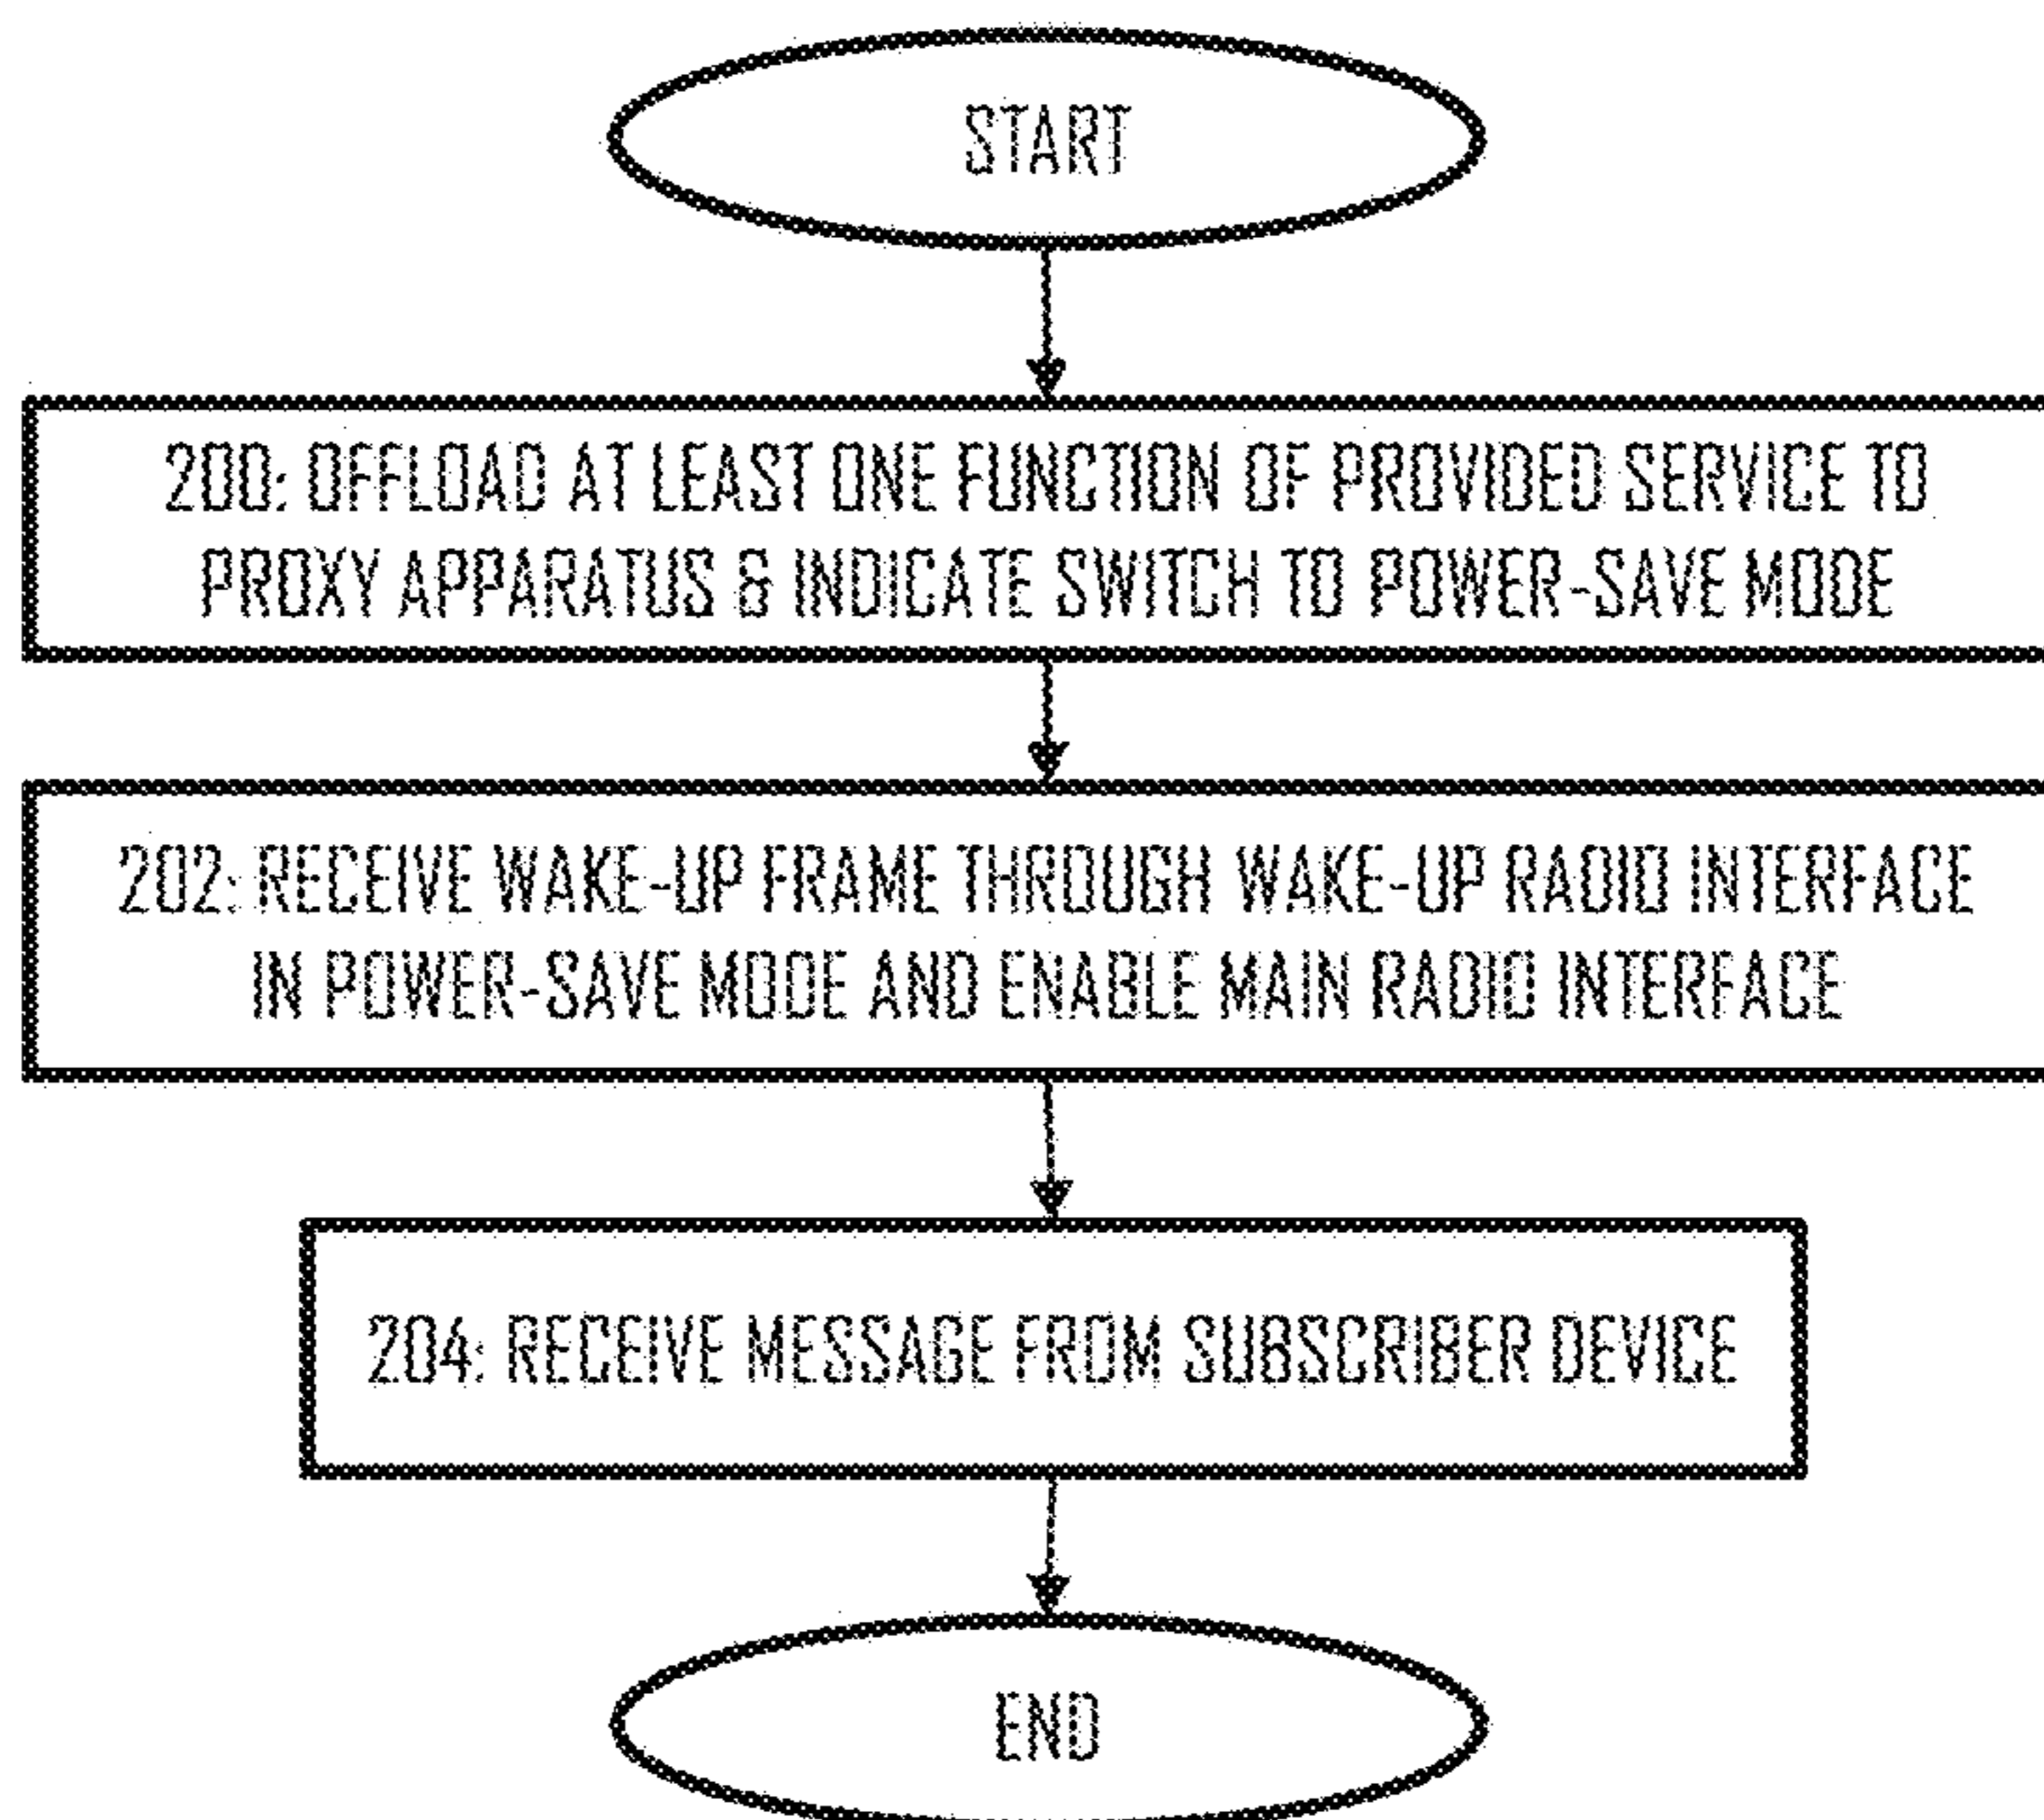 START
200: OFFLOAD AT LEAST ONE FUNCTION OF PROVIDED SERVICE TO
PROXY APPARATUS & INDICATE SWITCH TO POWER-SAVE MODE
202: RECEIVE WAKE-UP FRAME THROUGH WAKE-UP RADIO INTERFACE
IN POWER-SAVE MODE AND ENABLE MAIN RADIO INTERFACE
204: RECEIVE MESSAGE FROM SUBSCRIBER DEVICE
END